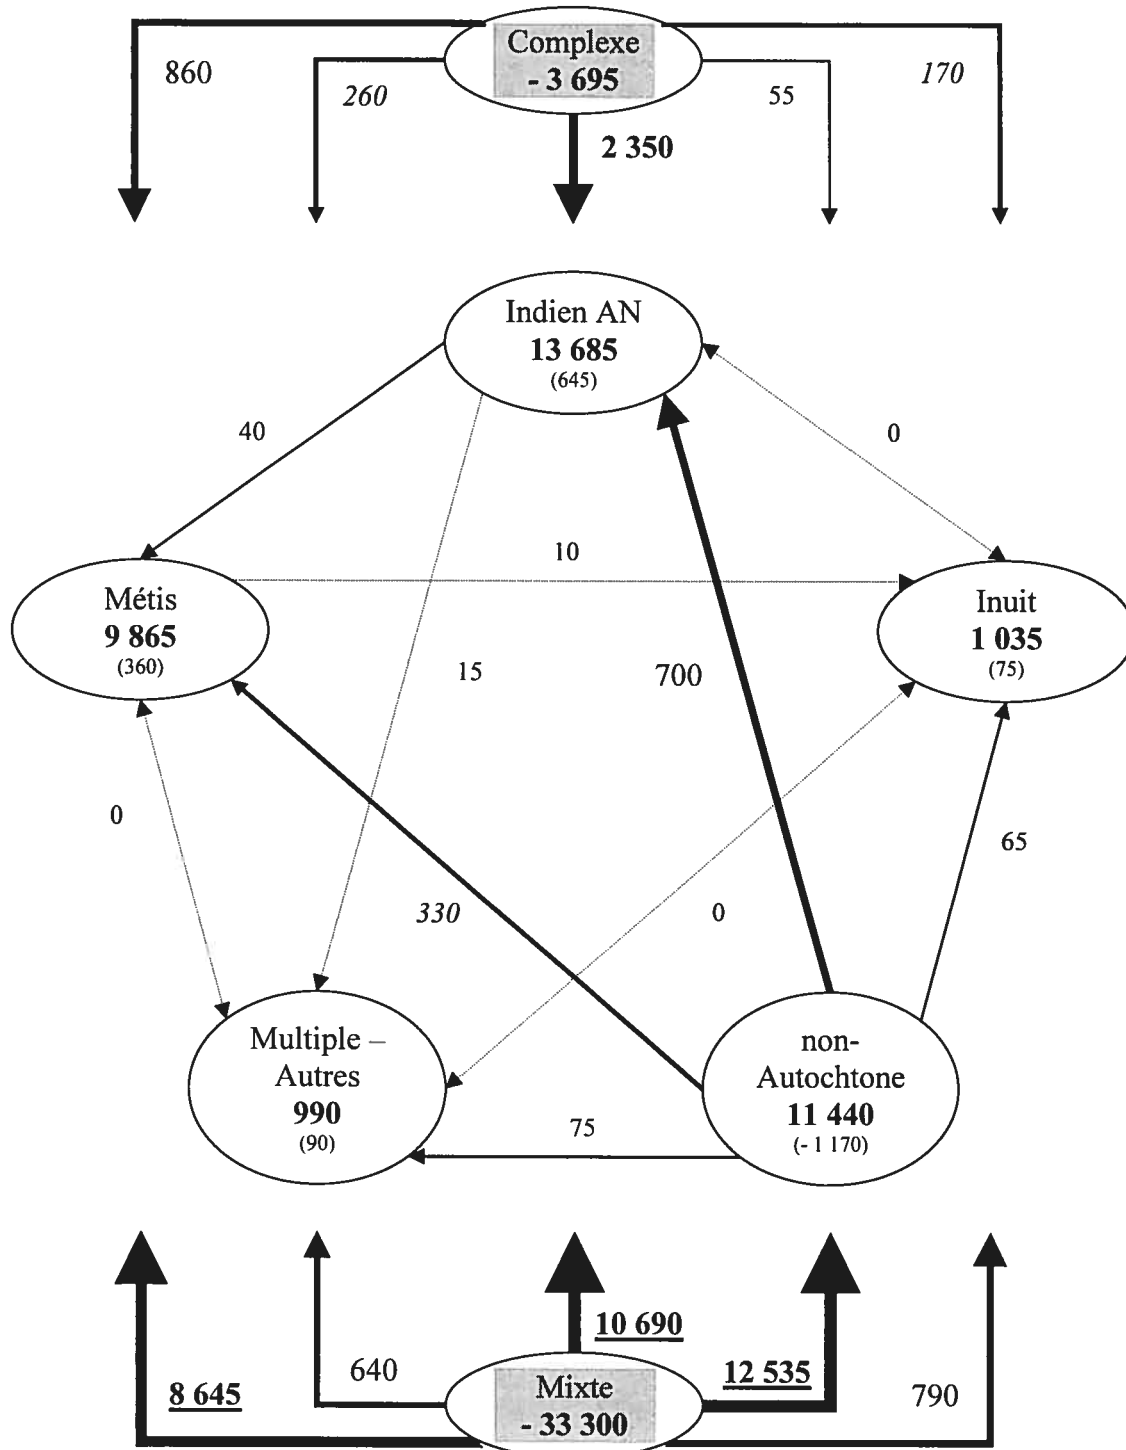 Complexe
- 3 695
860
260
55
170
2 350
Indien AN
13 685
(645)
40
0
10
Métis
9 865
(360)
Inuit
1 035
(75)
15
700
0
65
330
0
Multiple –
Autres
990
(90)
non-
Autochtone
11 440
(- 1 170)
75
10 690
12 535
8 645
640
790
Mixte
- 33 300